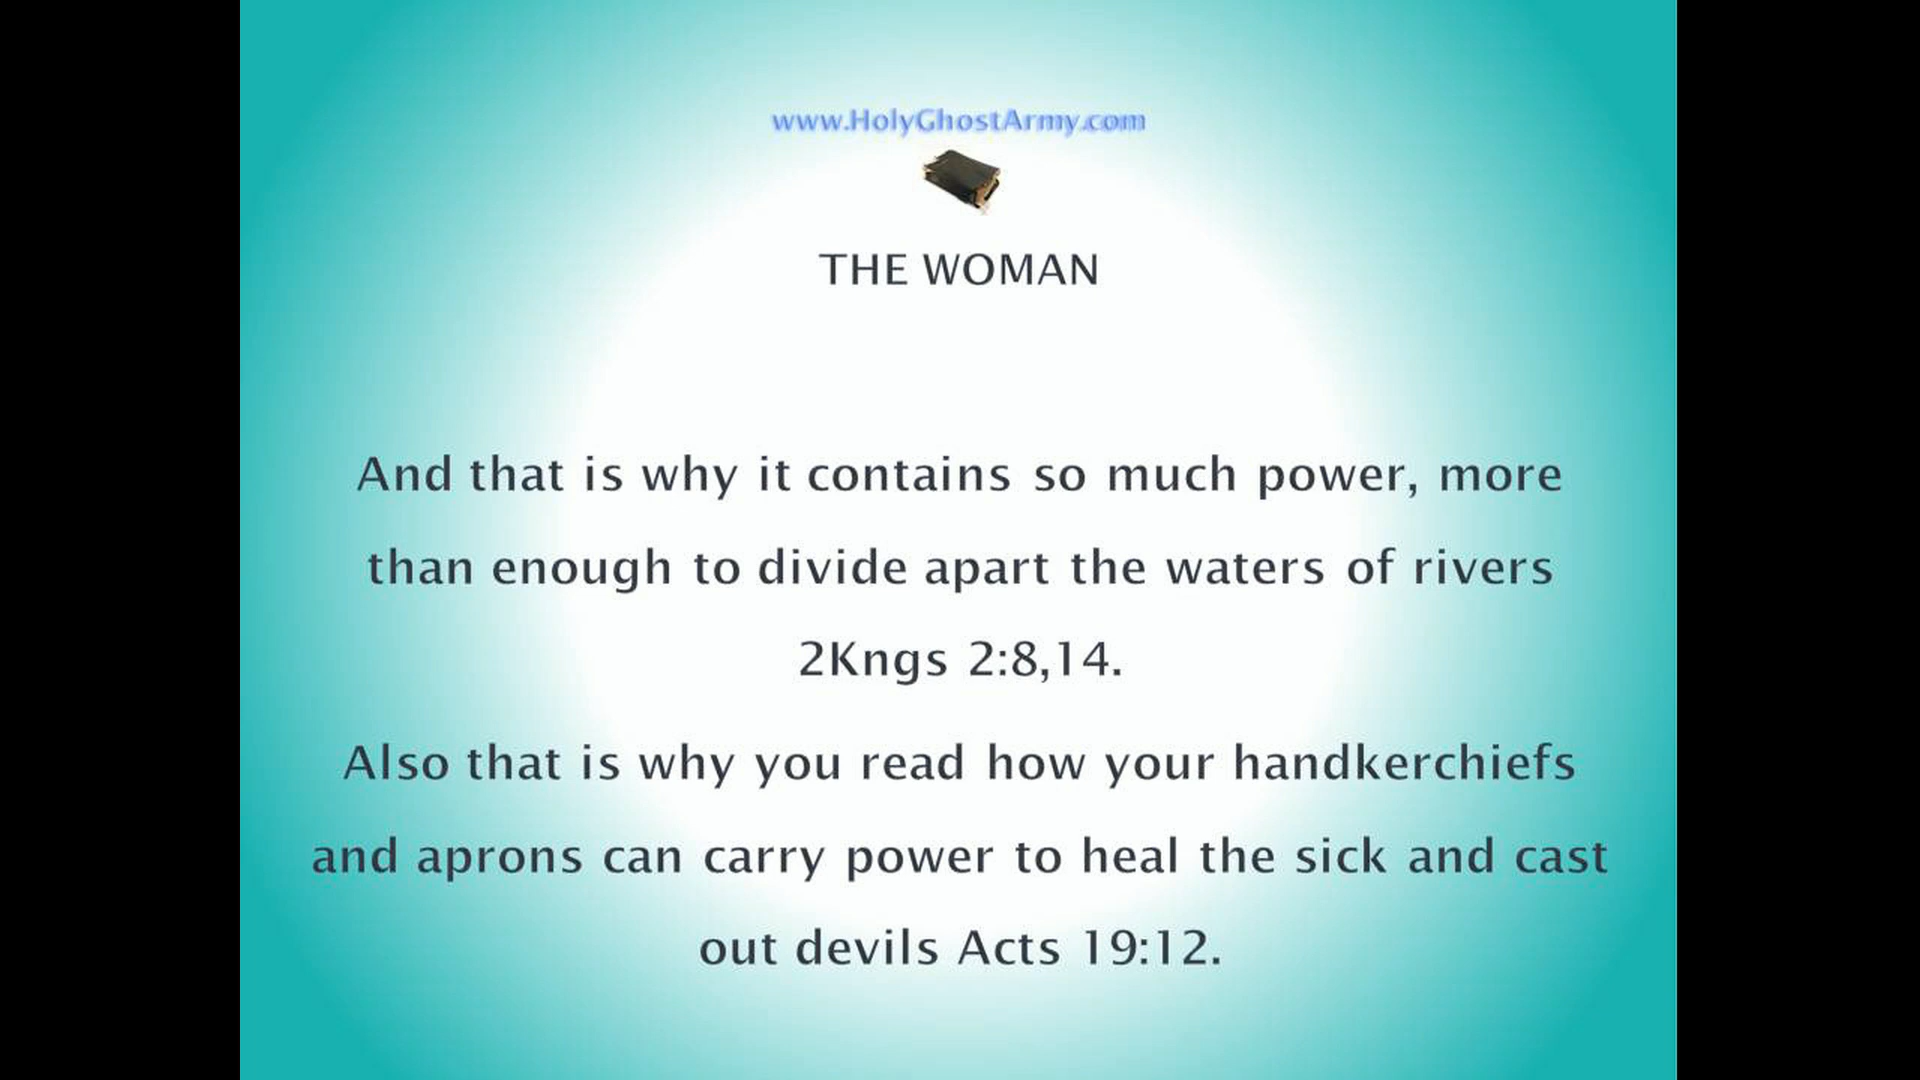 www.HolyGhostArmy.com
THE WOMAN
And that is why it contains so much power, more
than enough to divide apart the waters of rivers
2Kngs 2:8,14.
Also that is why you read how your handkerchiefs
and aprons can carry power to heal the sick and cast
out devils Acts 19:12.